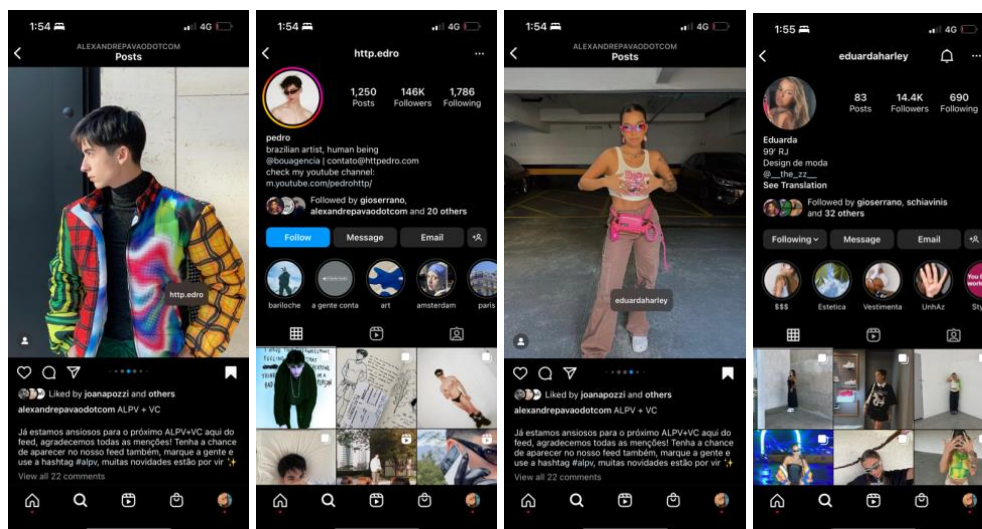 1:54
4G
ALEXANDREPAVAODOTCOM
Posts
http.edro
Liked by joanapozzi and others
alexandrepavaodotcom ALPV + VC
Já estamos ansiosos para o próximo ALPV+VC aqui do
feed, agradecemos todas as menções! Tenha a chance
de aparecer no nosso feed também, marque a gente e
use a hashtag #alpv, muitas novidades estão por vir ✨
View all 22 comments
1:54
4G
http.edro
1,250 146K 1,786
Posts Followers Following
pedro
brazilian artist, human being
@bouagencia | contato@httpedro.com
check my youtube channel:
m.youtube.com/pedrohttp/
Followed by gioserrano,
alexandrepavaodotcom and 20 others
Follow Message Email
bariloche a gente conta art amsterdam paris
1:54
4G
ALEXANDREPAVAODOTCOM
Posts
eduardaharley
Liked by joanapozzi and others
alexandrepavaodotcom ALPV + VC
Já estamos ansiosos para o próximo ALPV+VC aqui do
feed, agradecemos todas as menções! Tenha a chance
de aparecer no nosso feed também, marque a gente e
use a hashtag #alpv, muitas novidades estão por vir ✨
View all 22 comments
1:55
4G
eduardaharley
83 14.4K 690
Posts Followers Following
Eduarda
99' RJ
Design de moda
@__the_zz__
See Translation
Followed by gioserrano, schiavinis
and 32 others
Following Message Email
$$$ Estetica Vestimenta UnhAz Sty